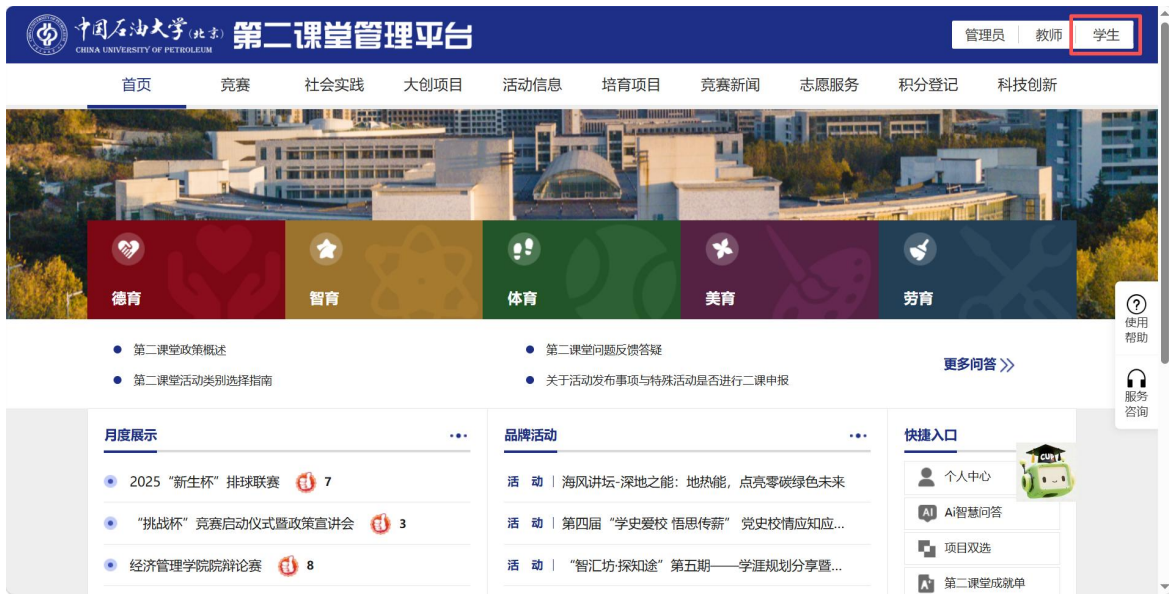 中国石油大学(北京)
CHINA UNIVERSITY OF PETROLEUM
第二课堂管理平台
管理员 教师 学生
首页 竞赛 社会实践 大创项目 活动信息 培育项目 竞赛新闻 志愿服务 积分登记 科技创新
德育 智育 体育 美育 劳育
使用
帮助
服务
咨询
第二课堂政策概述 第二课堂问题反馈答疑
更多问答
第二课堂活动类别选择指南 关于活动发布事项与特殊活动是否进行二课申报
月度展示 品牌活动 快捷入口
2025“新生杯”排球联赛 7
“挑战杯”竞赛启动仪式暨政策宣讲会 3
经济管理学院院辩论赛 8
活 动 海风讲坛-深地之能：地热能，点亮零碳绿色未来
活 动 第四届“学史爱校 悟思传薪” 党史校情应知应...
活 动 “智汇坊·探知途”第五期——学涯规划分享暨...
个人中心
AI AI智慧问答
项目双选
第二课堂成就单
CUP